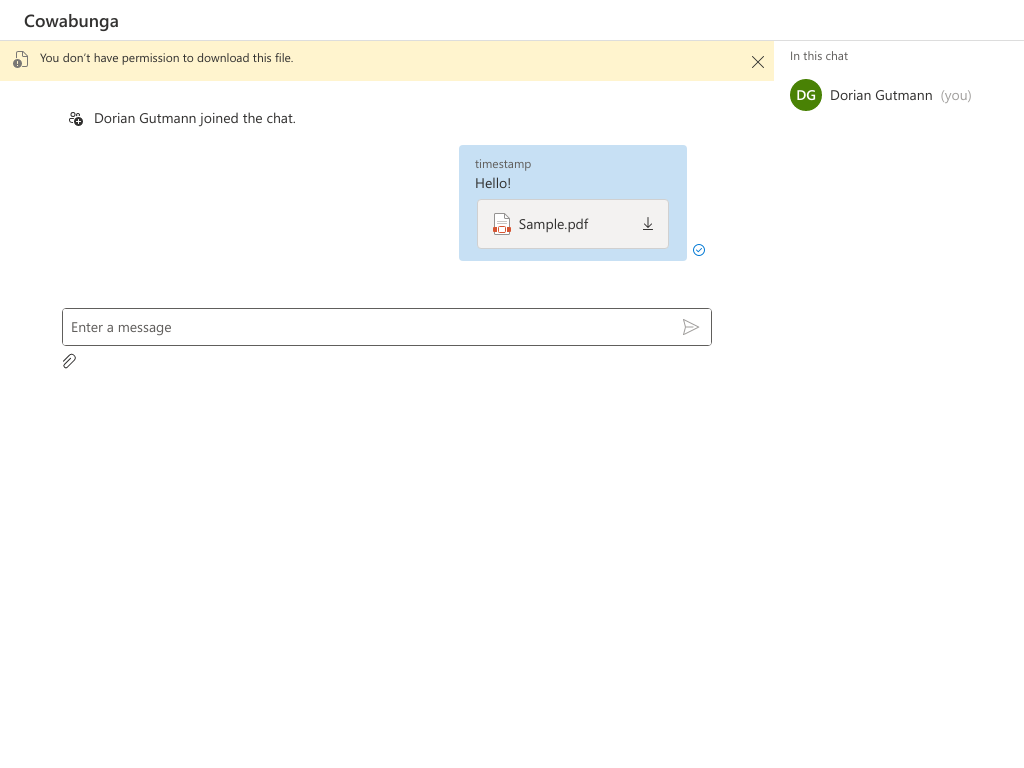 Cowabunga
You don't have permission to download this file.
In this chat
DG Dorian Gutmann (you)
Dorian Gutmann joined the chat.
timestamp
Hello!
Sample.pdf
Enter a message